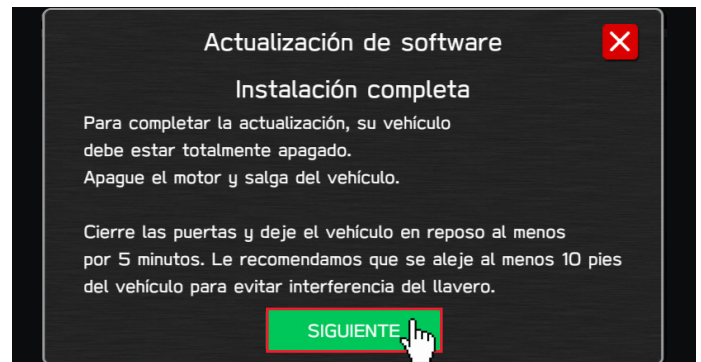 Actualización de software
Instalación completa
Para completar la actualización, su vehículo
debe estar totalmente apagado.
Apague el motor y salga del vehículo.
Cierre las puertas y deje el vehículo en reposo al menos
por 5 minutos. Le recomendamos que se aleje al menos 10 pies
del vehículo para evitar interferencia del llavero.
SIGUIENTE